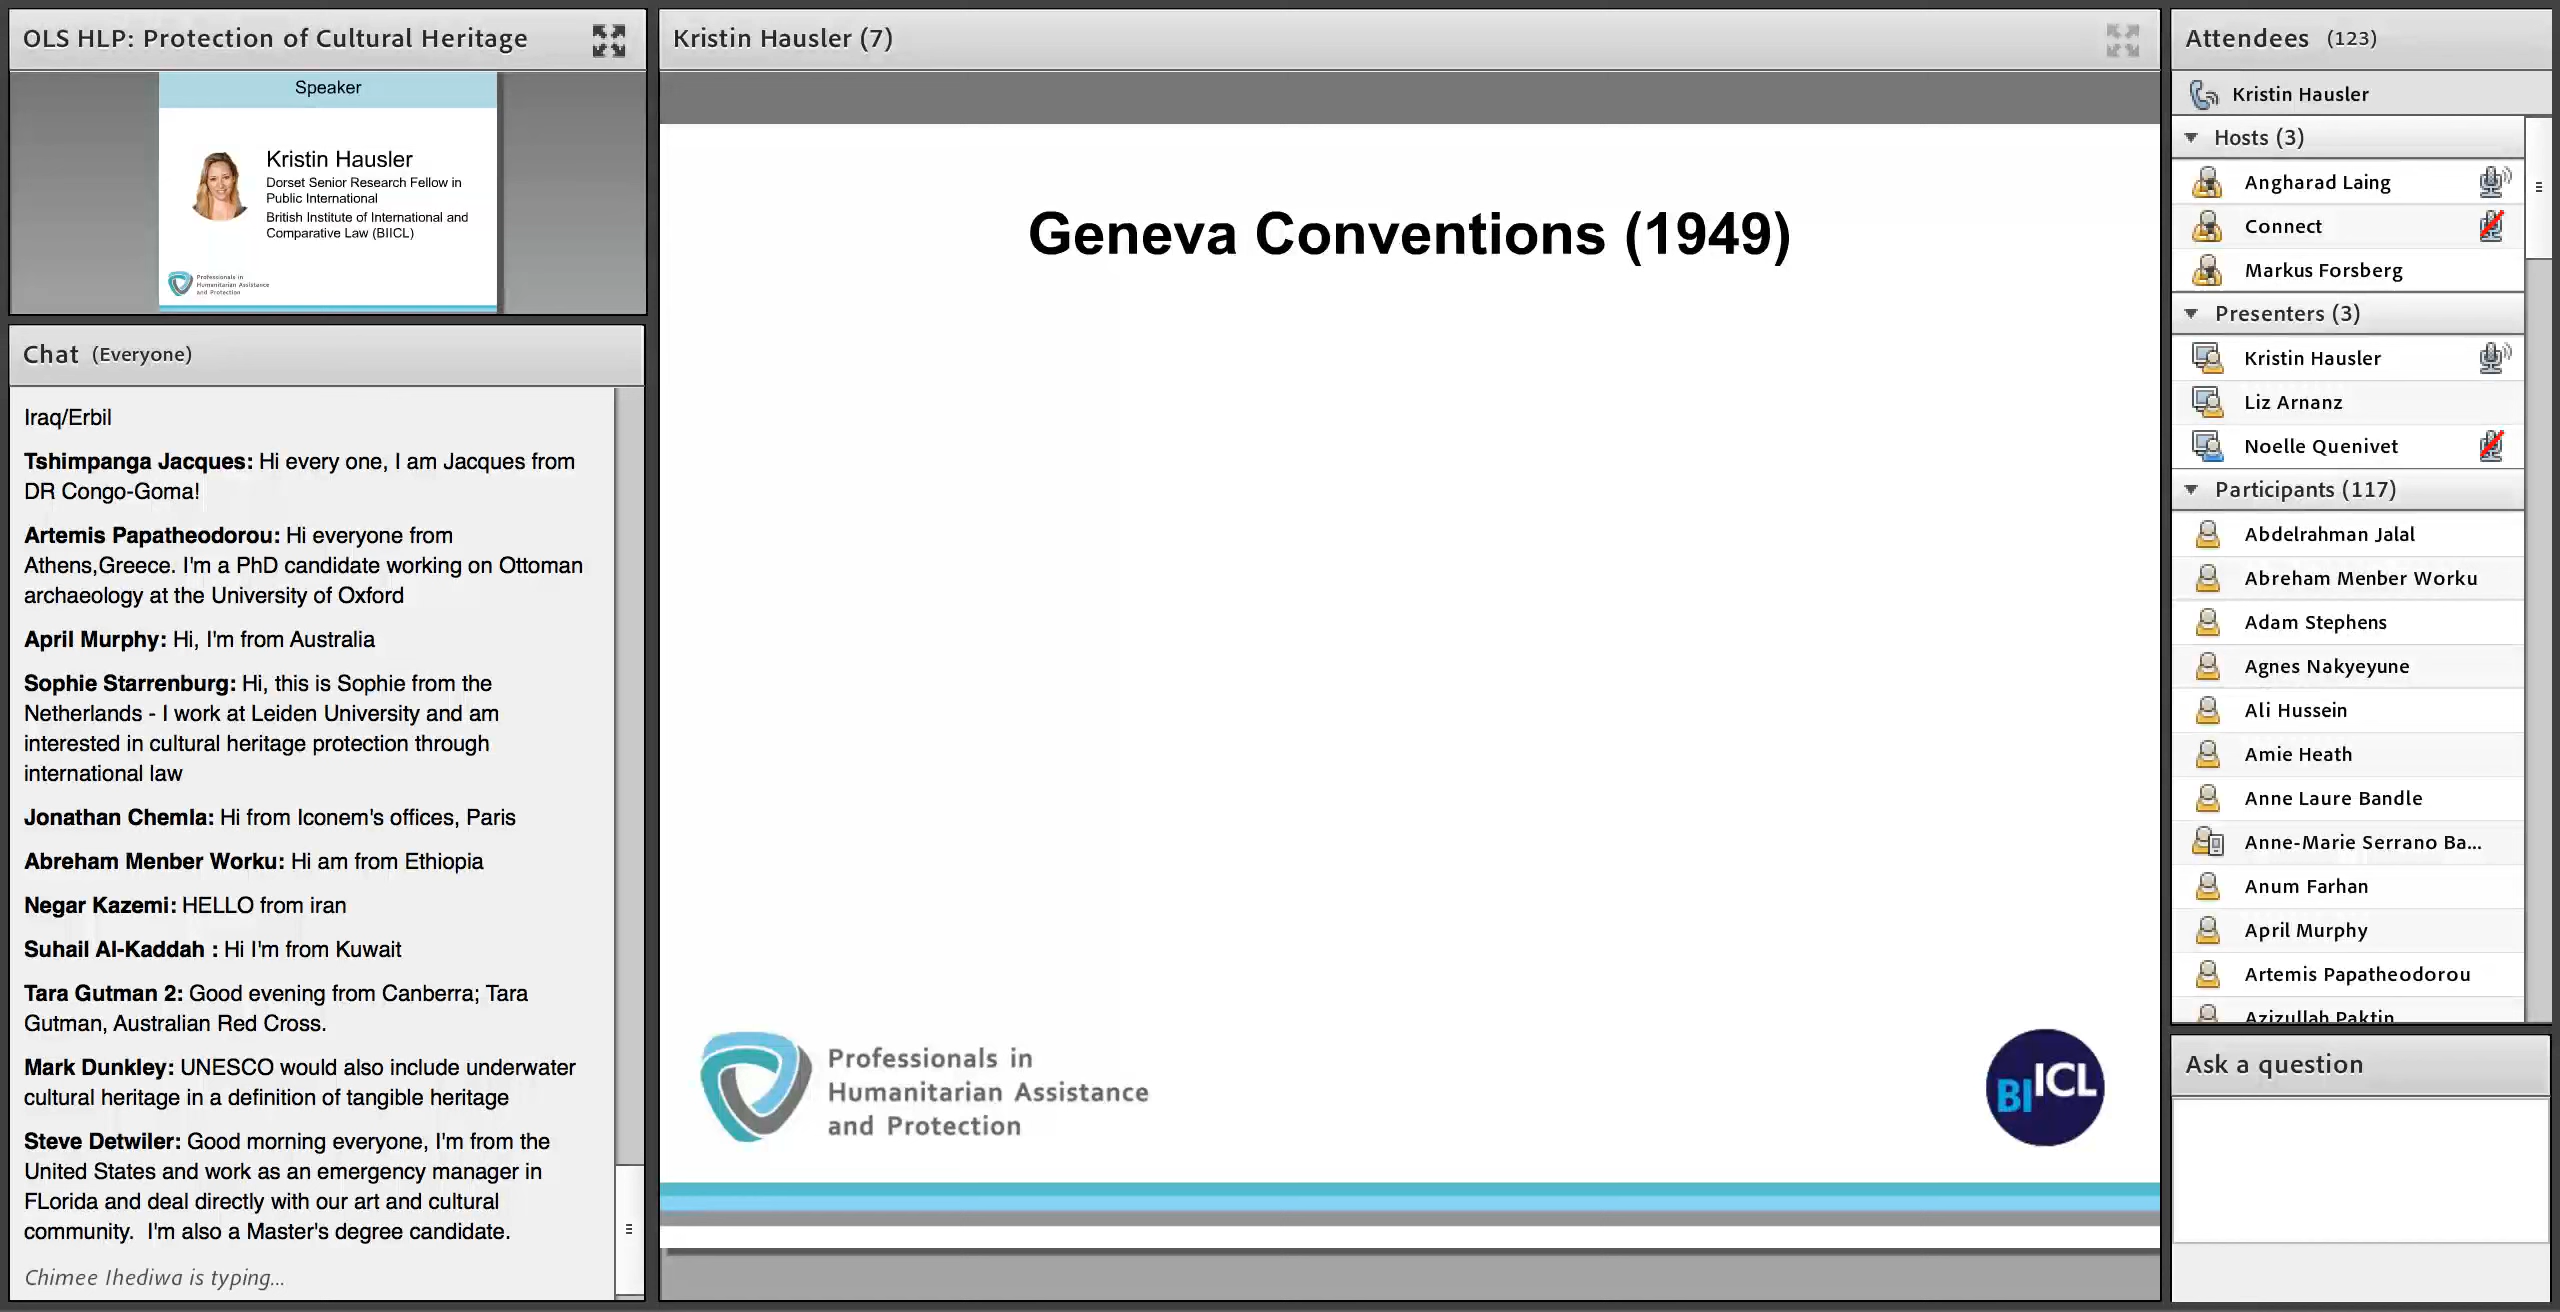 OLS HLP: Protection of Cultural Heritage
Speaker
Kristin Hausler
Dorset Senior Research Fellow in
Public International
British Institute of International and
Comparative Law (BIICL)
Professionals in
Humanitarian Assistance
and Protection
Chat (Everyone)
Iraq/Erbil
Tshimpanga Jacques: Hi every one, I am Jacques from
DR Congo-Goma!
Artemis Papatheodorou: Hi everyone from
Athens,Greece. I'm a PhD candidate working on Ottoman
archaeology at the University of Oxford
April Murphy: Hi, I'm from Australia
Sophie Starrenburg: Hi, this is Sophie from the
Netherlands - I work at Leiden University and am
interested in cultural heritage protection through
international law
Jonathan Chemla: Hi from Iconem's offices, Paris
Abreham Menber Worku: Hi am from Ethiopia
Negar Kazemi: HELLO from iran
Suhail Al-Kaddah : Hi I'm from Kuwait
Tara Gutman 2: Good evening from Canberra; Tara
Gutman, Australian Red Cross.
Mark Dunkley: UNESCO would also include underwater
cultural heritage in a definition of tangible heritage
Steve Detwiler: Good morning everyone, I'm from the
United States and work as an emergency manager in
FLorida and deal directly with our art and cultural
community.  I'm also a Master's degree candidate.
Chimee Ihediwa is typing...
Kristin Hausler (7)
Geneva Conventions (1949)
Professionals in
Humanitarian Assistance
and Protection
BIICL
Attendees (123)
Kristin Hausler
Hosts (3)
Angharad Laing
Connect
Markus Forsberg
Presenters (3)
Kristin Hausler
Liz Arnanz
Noelle Quenivet
Participants (117)
Abdelrahman Jalal
Abreham Menber Worku
Adam Stephens
Agnes Nakyeyune
Ali Hussein
Amie Heath
Anne Laure Bandle
Anne-Marie Serrano Ba...
Anum Farhan
April Murphy
Artemis Papatheodorou
Azizullah Paktin
Ask a question